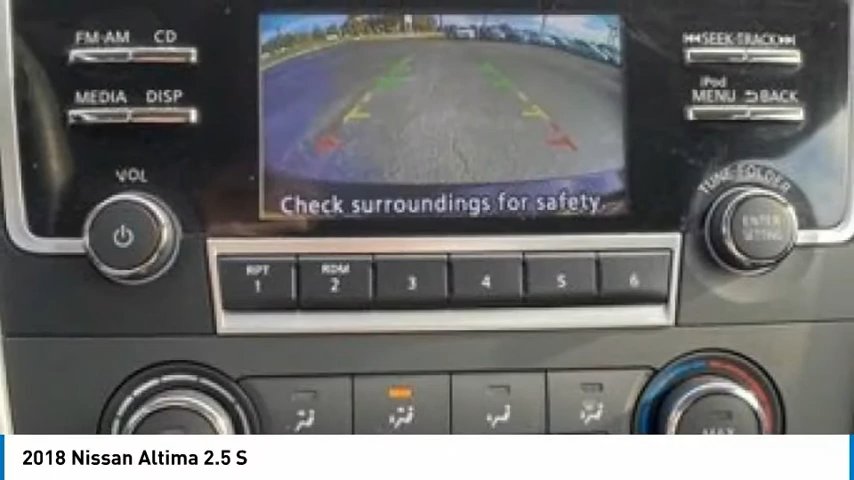 FM·AM CD
MEDIA DISP
VOL
Check surroundings for safety.
SEEK·TRACK
iPod
MENU BACK
TUNE·FOLDER
ENTER
SETTING
RPT
1
RDM
2
3
4
5
6
MAX
2018 Nissan Altima 2.5 S